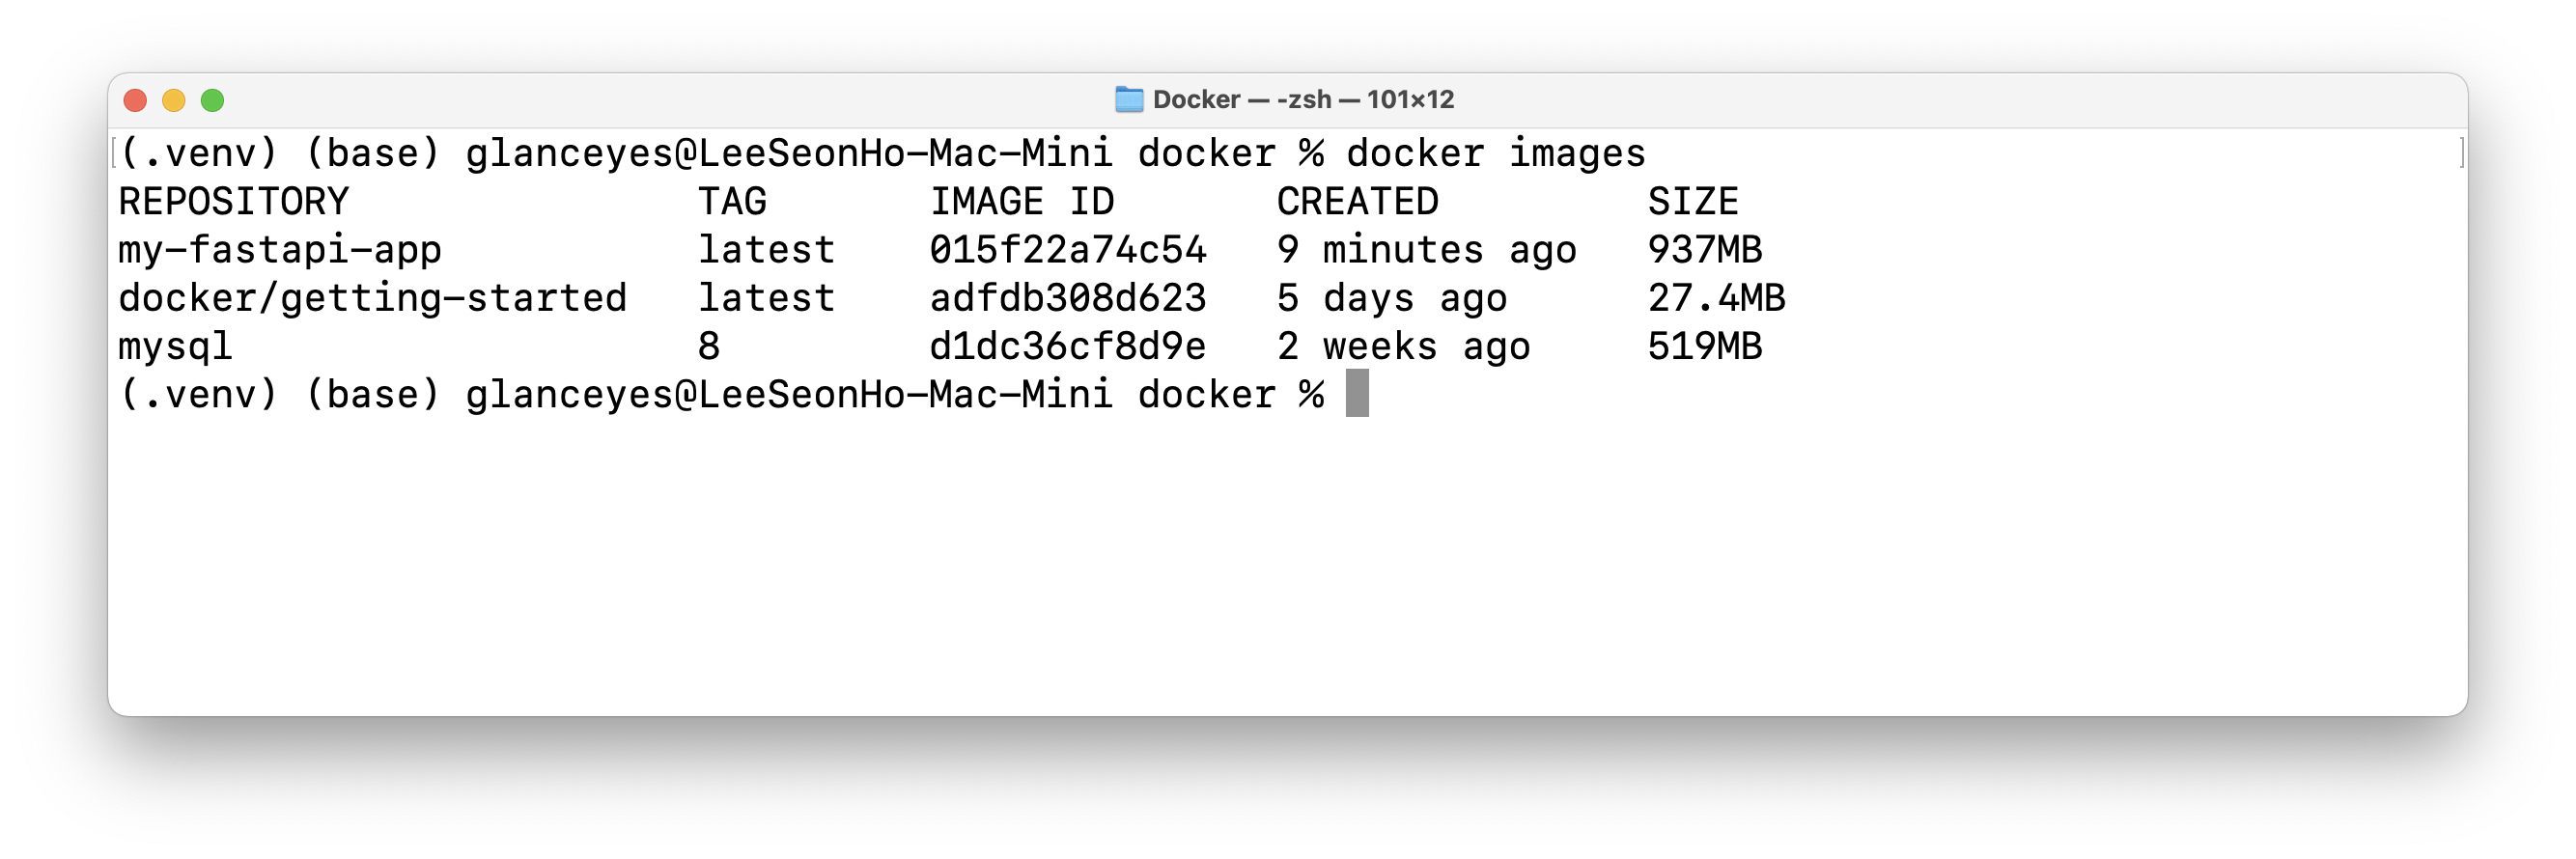 Docker — -zsh — 101×12
(.venv) (base) glanceyes@LeeSeonHo-Mac-Mini docker % docker images
REPOSITORY               TAG       IMAGE ID       CREATED         SIZE
my-fastapi-app           latest    015f22a74c54   9 minutes ago   937MB
docker/getting-started   latest    adfdb308d623   5 days ago      27.4MB
mysql                    8         d1dc36cf8d9e   2 weeks ago     519MB
(.venv) (base) glanceyes@LeeSeonHo-Mac-Mini docker %